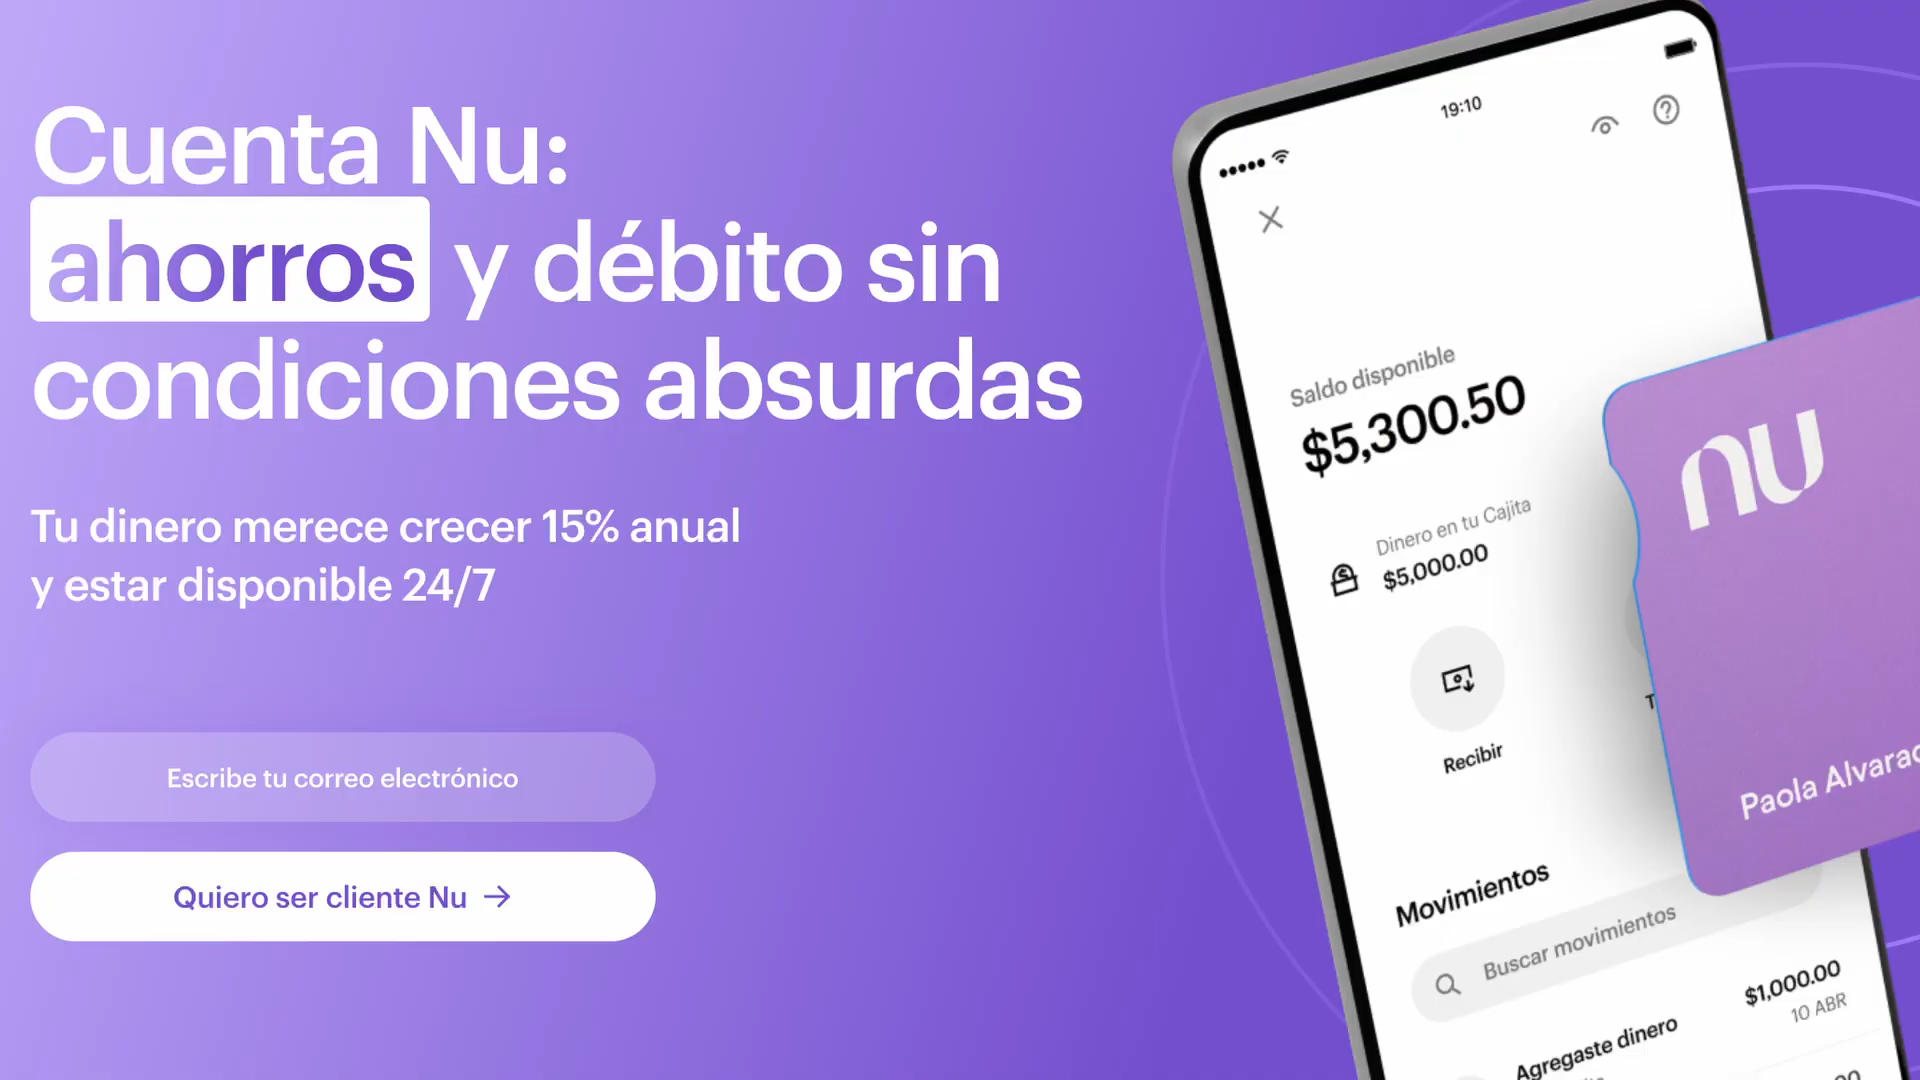 Cuenta Nu:
ahorros y débito sin
condiciones absurdas
Tu dinero merece crecer 15% anual
y estar disponible 24/7
Escribe tu correo electrónico
Quiero ser cliente Nu →
19:10
Saldo disponible
$5,300.50
Dinero en tu Cajita
$5,000.00
Recibir
Movimientos
Buscar movimientos
Agregaste dinero
$1,000.00
10 ABR
nu
Paola